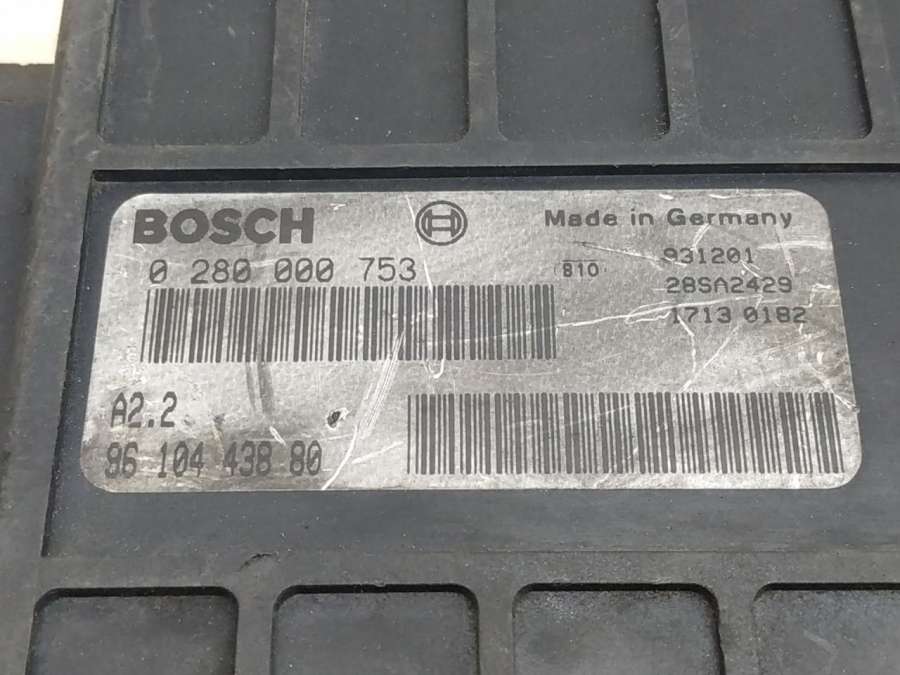 BOSCH Made in Germany
0 280 000 753 810 931201
28SA2429
1713 0182
A2.2
96 104 438 80